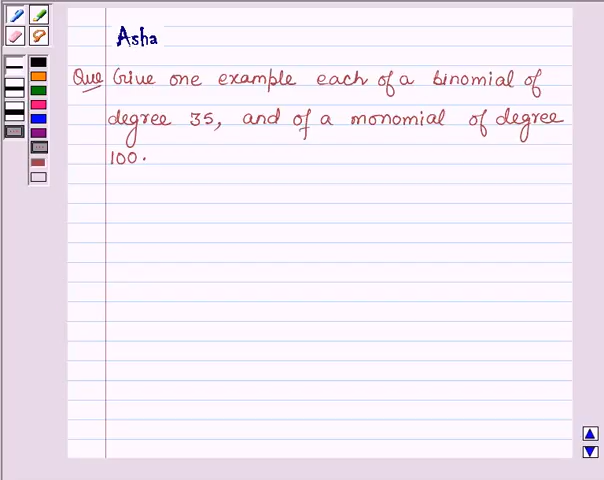 Asha
Que Give one example each of a binomial of
degree 35, and of a monomial of degree
100.